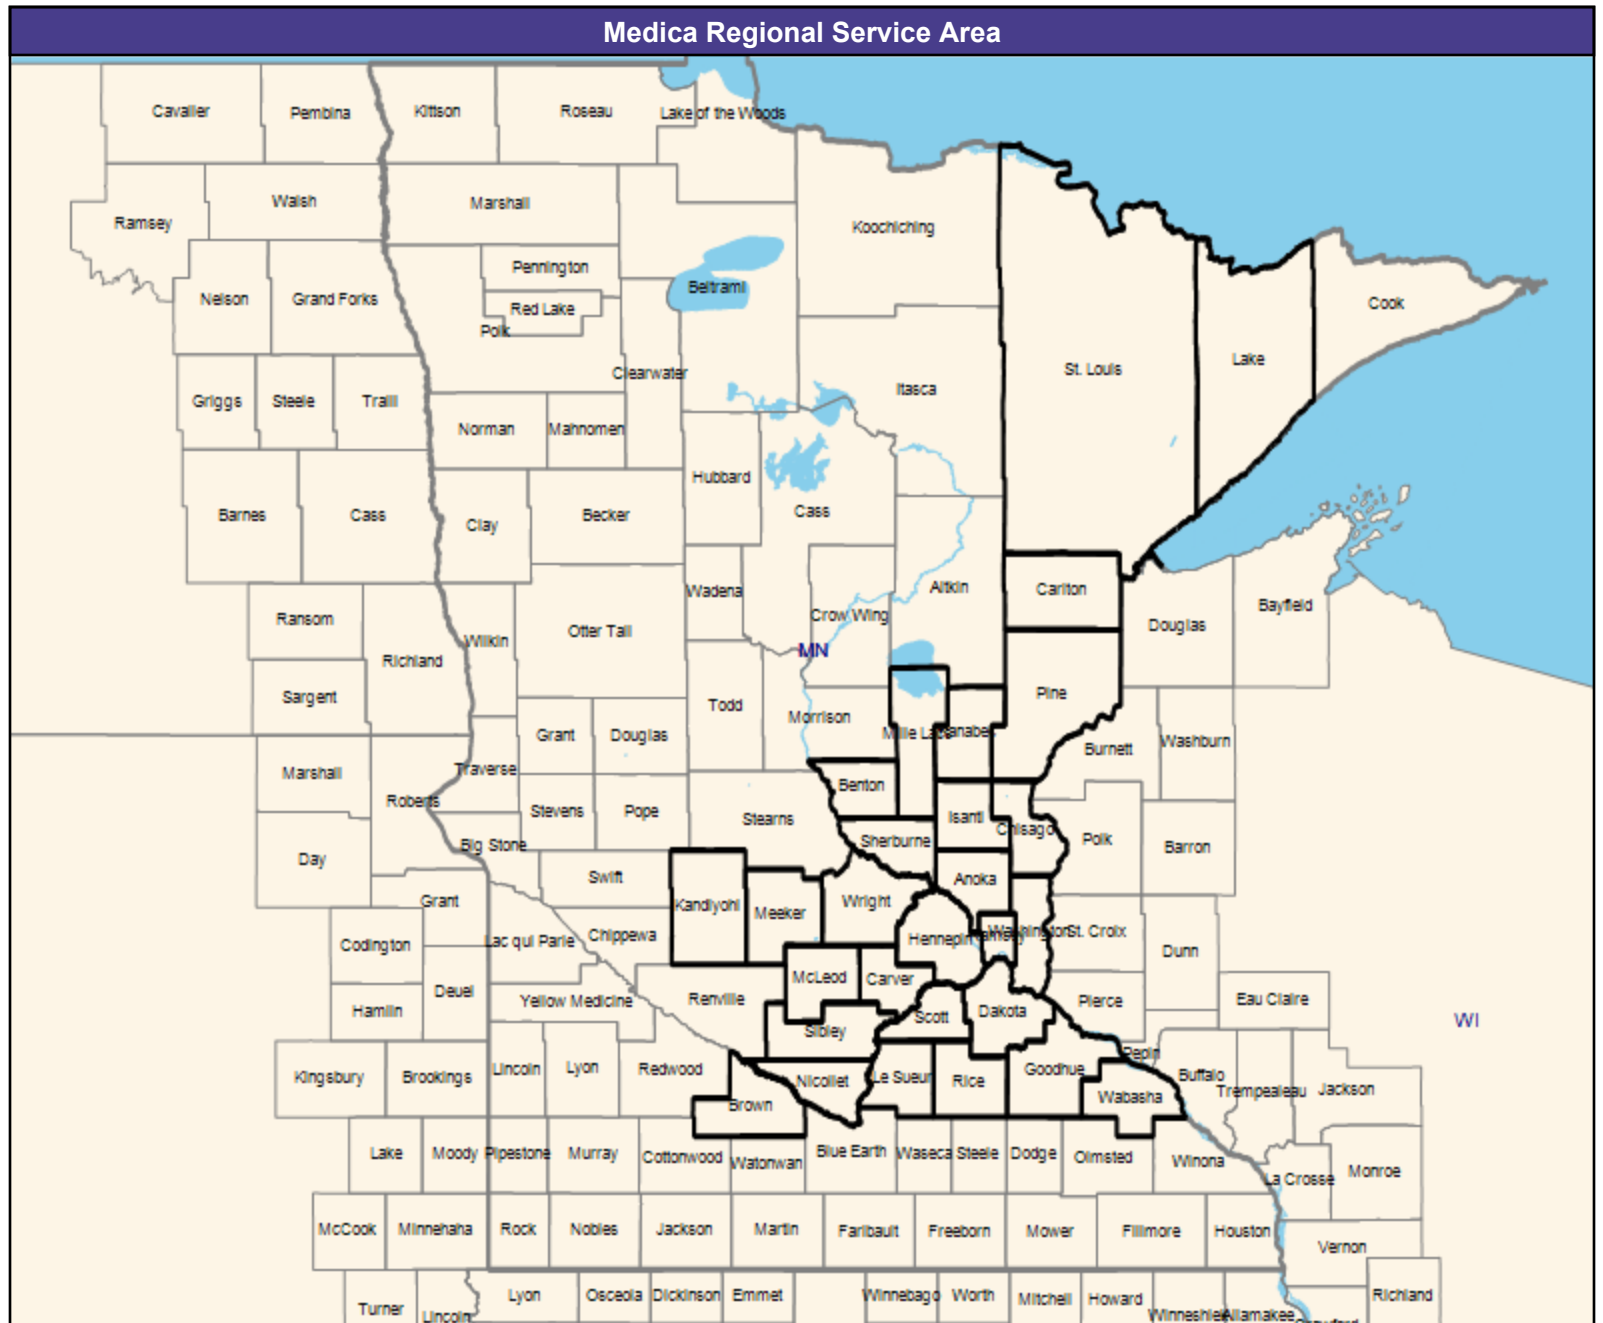 Medica Regional Service Area
Cavalier
Pembina
Kittson
Roseau
Lake of the Woods
Ramsey
Walsh
Marshall
Koochiching
Nelson
Grand Forks
Pennington
Red Lake
Polk
Beltrami
Cook
Griggs
Steele
Traill
Clearwater
Itasca
St. Louis
Lake
Norman
Mahnomen
Hubbard
Cass
Barnes
Cass
Clay
Becker
Wadena
Crow Wing
Aitkin
Carlton
Ransom
Richland
Wilkin
Otter Tail
MN
Douglas
Bayfield
Sargent
Todd
Morrison
Pine
Grant
Douglas
Mille Lacs
Kanabec
Burnett
Washburn
Marshall
Roberts
Traverse
Benton
Stevens
Pope
Stearns
Isanti
Chisago
Polk
Barron
Day
Big Stone
Sherburne
Swift
Anoka
Grant
Kandiyohi
Meeker
Wright
Codington
Lac qui Parle
Chippewa
Hennepin
Ramsey
Washington
St. Croix
Dunn
Hamlin
Deuel
Yellow Medicine
Renville
McLeod
Carver
Scott
Dakota
Pierce
Eau Claire
WI
Sibley
Kingsbury
Brookings
Lincoln
Lyon
Redwood
Brown
Nicollet
Le Sueur
Rice
Goodhue
Wabasha
Pepin
Buffalo
Trempealeau
Jackson
Lake
Moody
Pipestone
Murray
Cottonwood
Watonwan
Blue Earth
Waseca
Steele
Dodge
Olmsted
Winona
La Crosse
Monroe
McCook
Minnehaha
Rock
Nobles
Jackson
Martin
Faribault
Freeborn
Mower
Fillmore
Houston
Vernon
Turner
Lincoln
Lyon
Osceola
Dickinson
Emmet
Winnebago
Worth
Mitchell
Howard
Allamakee
Richland